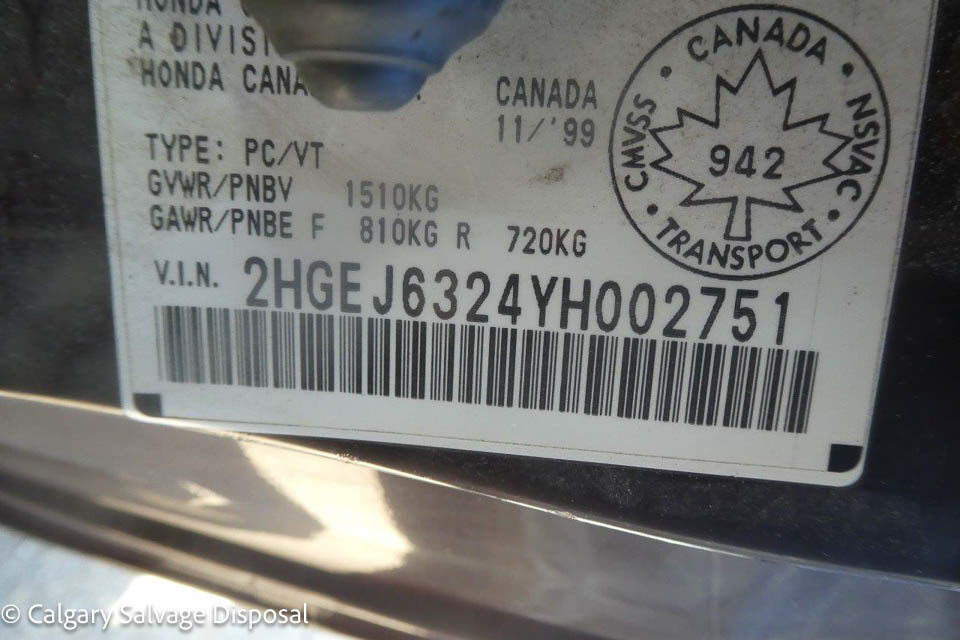 HONDA
A DIVISI
HONDA CANA
CANADA
11/'99
TYPE: PC/VT
GVWR/PNBV 1510KG
GAWR/PNBE F 810KG R 720KG
V.I.N. 2HGEJ6324YH002751
CANADA • NSVAC • TRANSPORT • CMVSS •
942
© Calgary Salvage Disposal